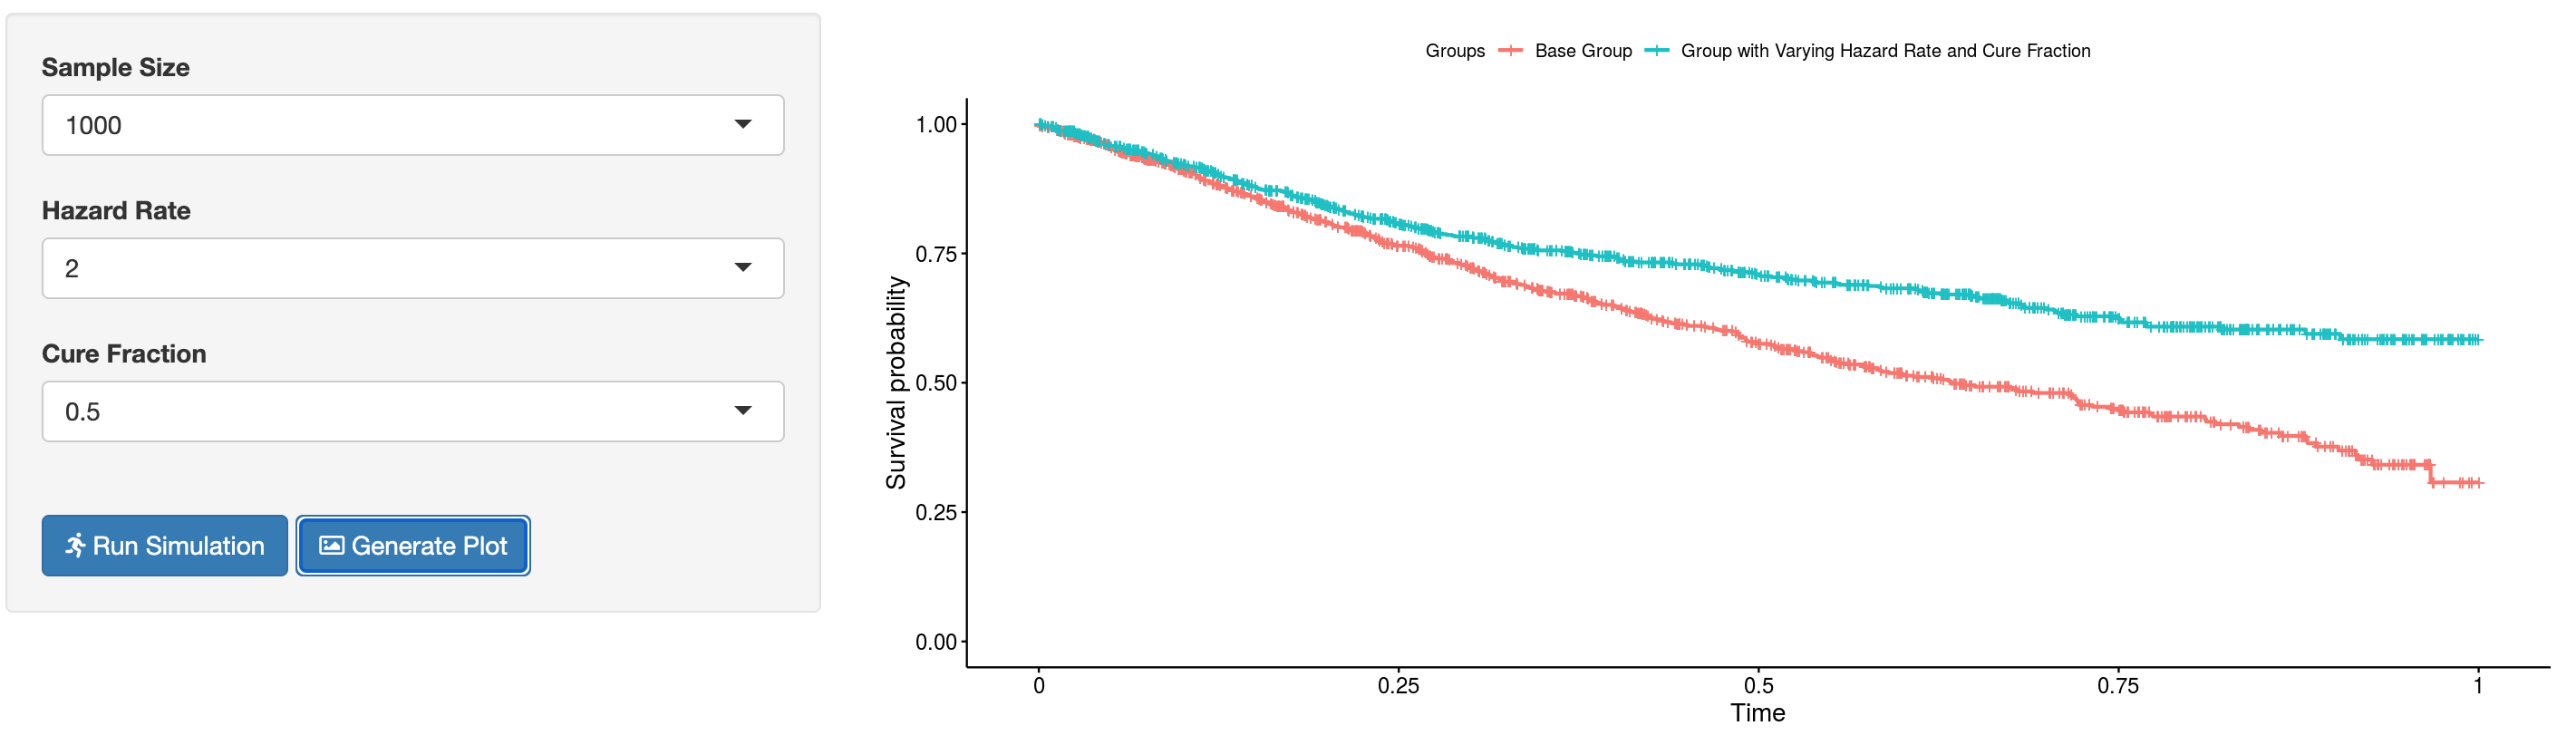 Sample Size
1000
Hazard Rate
2
Cure Fraction
0.5
Run Simulation
Generate Plot
Groups Base Group Group with Varying Hazard Rate and Cure Fraction
Survival probability
1.00
0.75
0.50
0.25
0.00
0 0.25 0.5 0.75 1
Time